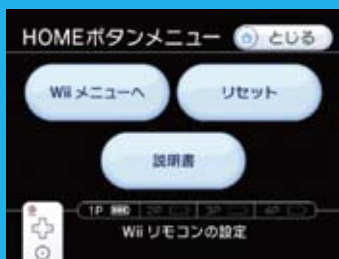 HOMEボタンメニュー とじる
Wii メニューへ リセット
説明書
1P 2P 3P 4P
Wii リモコンの設定